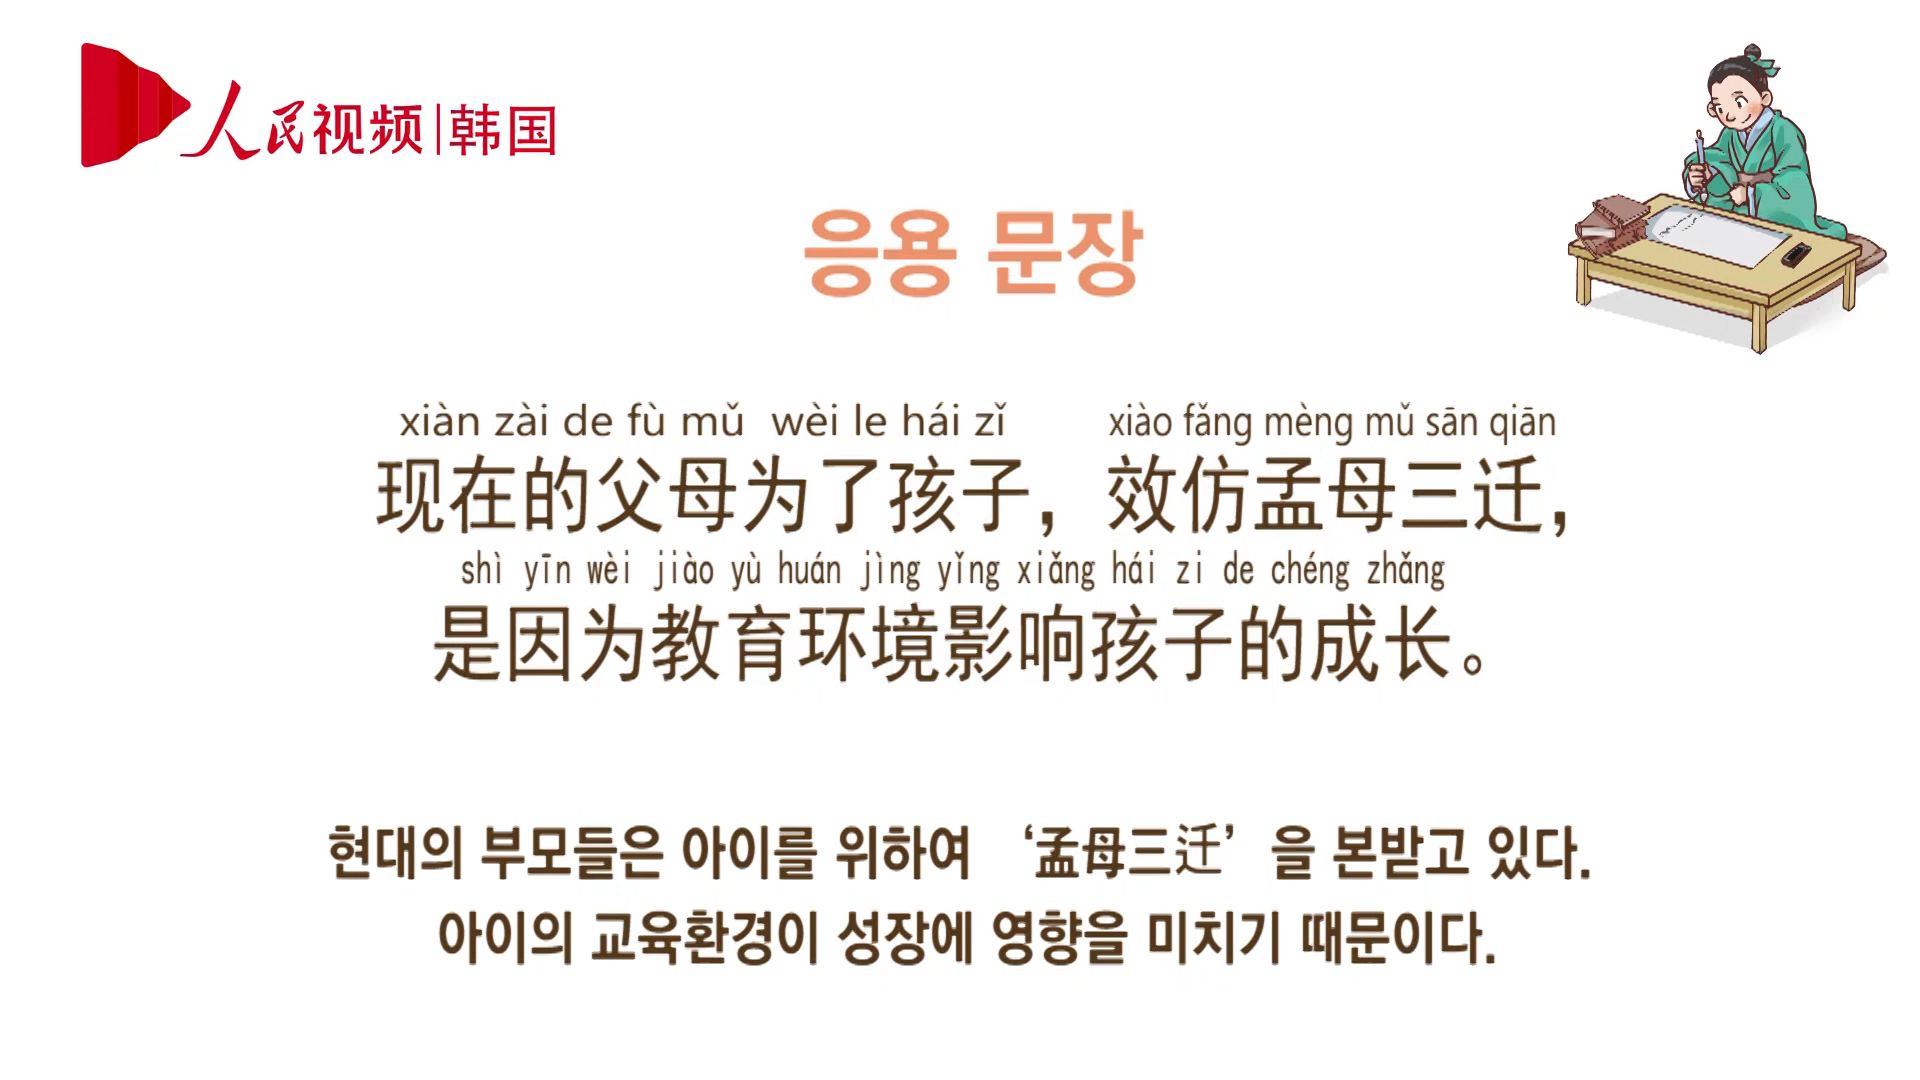 人民视频|韩国
응용 문장
xiàn zài de fù mǔ wèi le hái zǐ xiào fǎng mèng mǔ sān qiān
现在的父母为了孩子，效仿孟母三迁，
shì yīn wèi jiào yù huán jìng yǐng xiǎng hái zi de chéng zhǎng
是因为教育环境影响孩子的成长。
현대의 부모들은 아이를 위하여 ‘孟母三迁’을 본받고 있다.
아이의 교육환경이 성장에 영향을 미치기 때문이다.